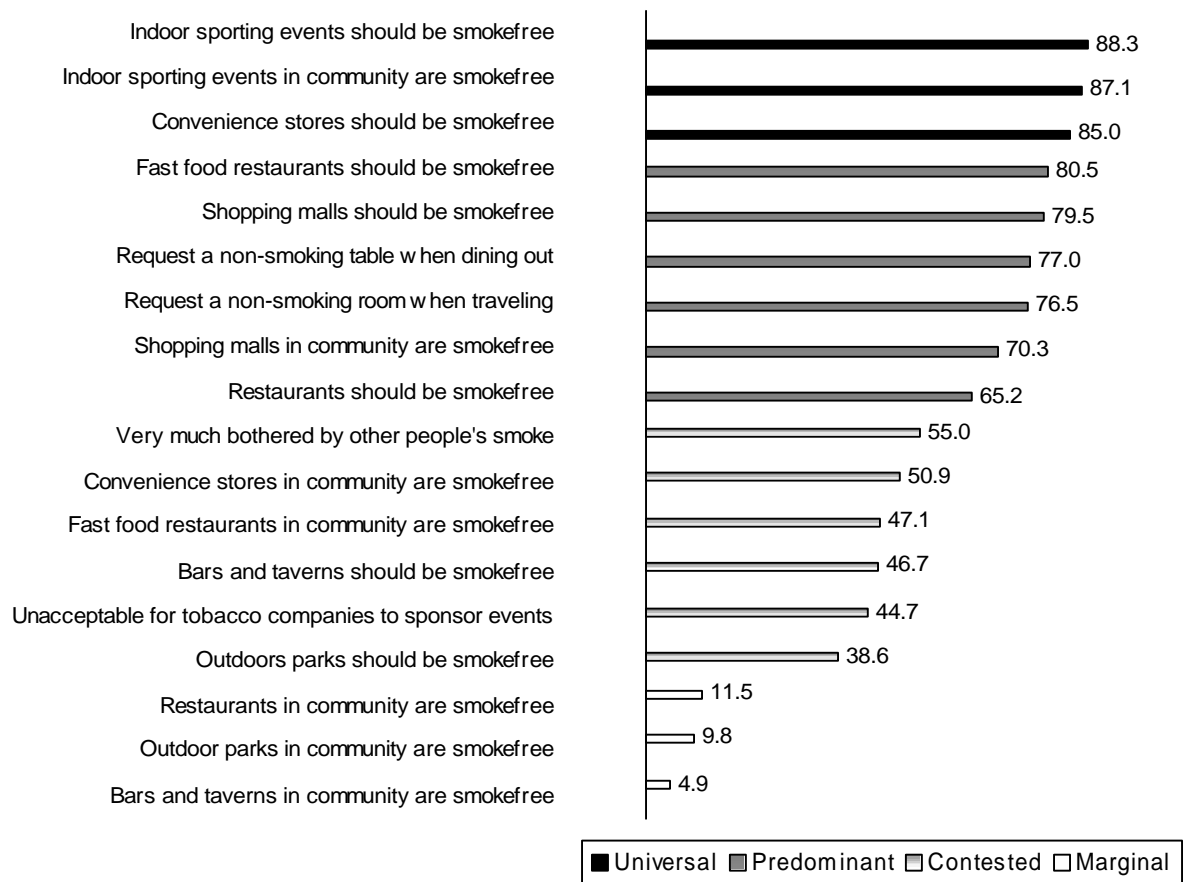 Indoor sporting events should be smokefree 88.3
Indoor sporting events in community are smokefree 87.1
Convenience stores should be smokefree 85.0
Fast food restaurants should be smokefree 80.5
Shopping malls should be smokefree 79.5
Request a non-smoking table when dining out 77.0
Request a non-smoking room when traveling 76.5
Shopping malls in community are smokefree 70.3
Restaurants should be smokefree 65.2
Very much bothered by other people's smoke 55.0
Convenience stores in community are smokefree 50.9
Fast food restaurants in community are smokefree 47.1
Bars and taverns should be smokefree 46.7
Unacceptable for tobacco companies to sponsor events 44.7
Outdoors parks should be smokefree 38.6
Restaurants in community are smokefree 11.5
Outdoor parks in community are smokefree 9.8
Bars and taverns in community are smokefree 4.9
Universal Predominant Contested Marginal